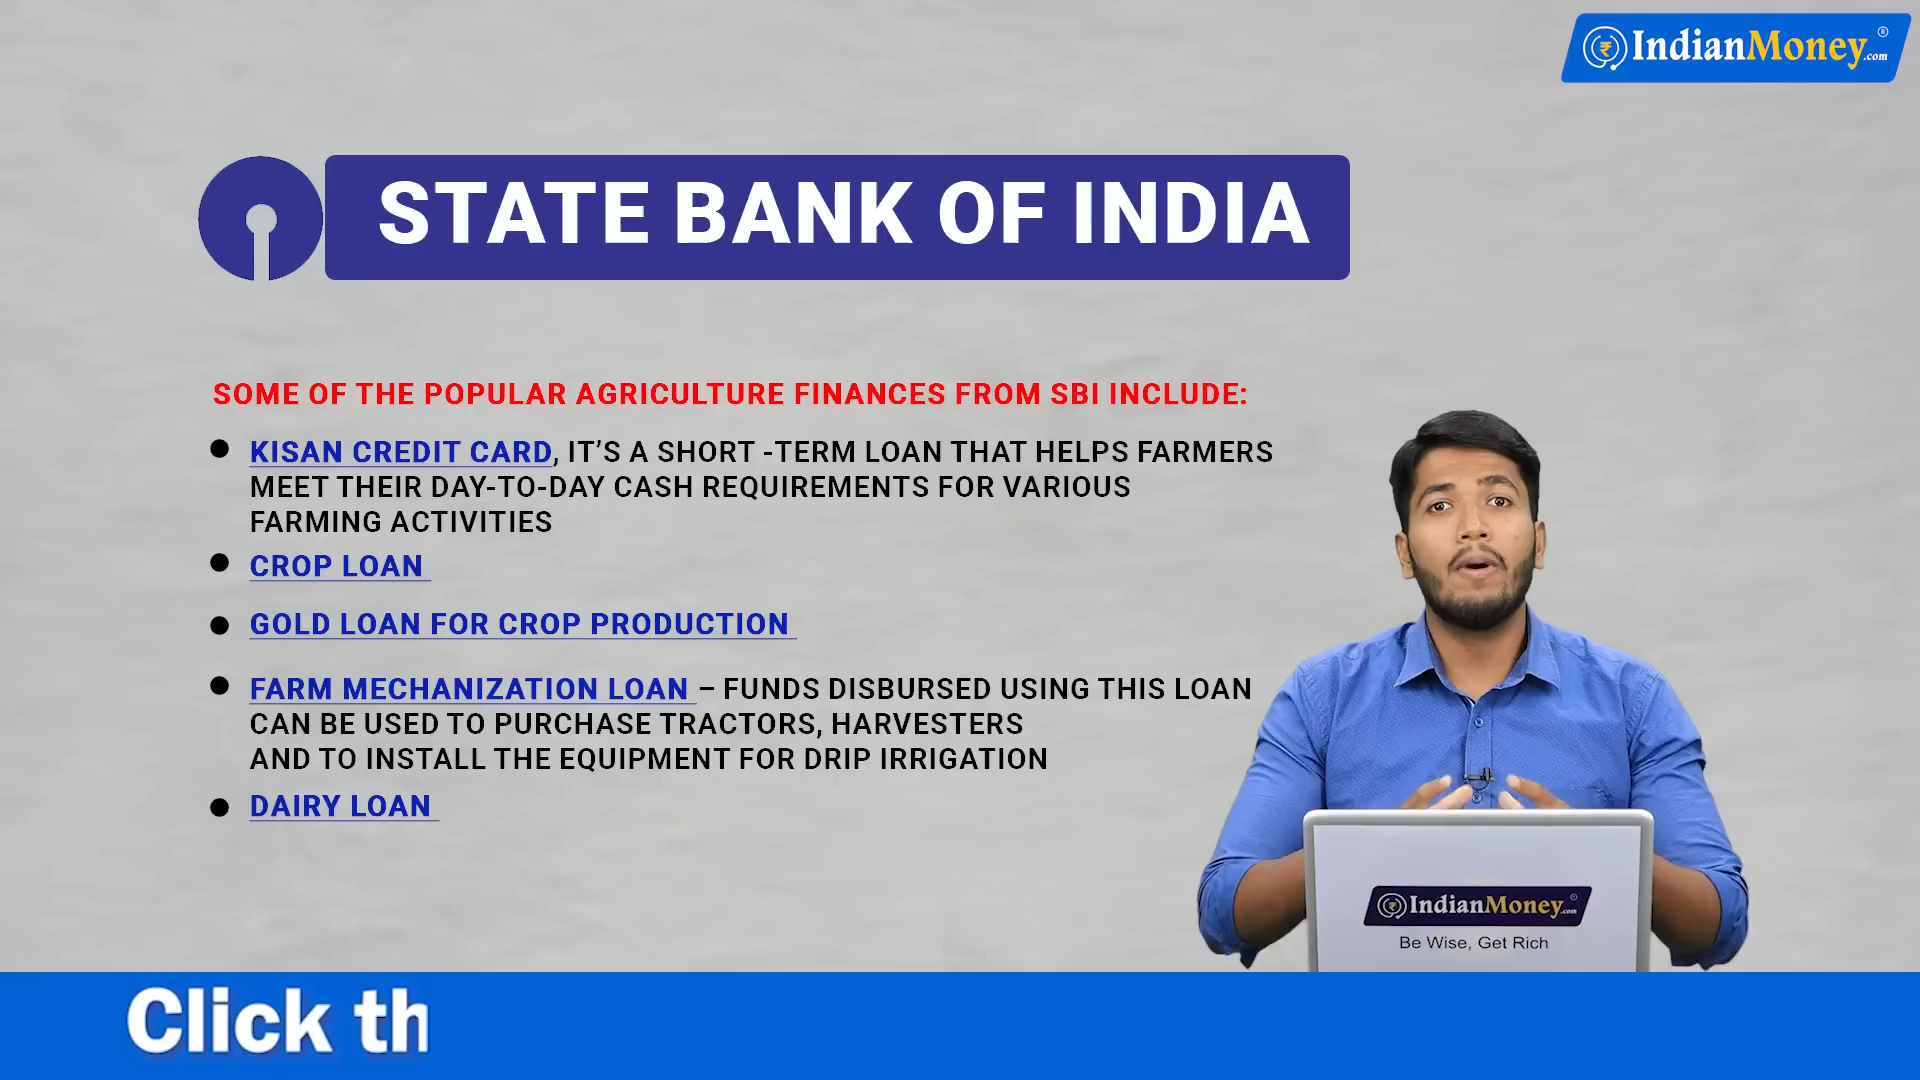 IndianMoney.com
STATE BANK OF INDIA
SOME OF THE POPULAR AGRICULTURE FINANCES FROM SBI INCLUDE:
KISAN CREDIT CARD, IT’S A SHORT -TERM LOAN THAT HELPS FARMERS
MEET THEIR DAY-TO-DAY CASH REQUIREMENTS FOR VARIOUS
FARMING ACTIVITIES
CROP LOAN
GOLD LOAN FOR CROP PRODUCTION
FARM MECHANIZATION LOAN – FUNDS DISBURSED USING THIS LOAN
CAN BE USED TO PURCHASE TRACTORS, HARVESTERS
AND TO INSTALL THE EQUIPMENT FOR DRIP IRRIGATION
DAIRY LOAN
IndianMoney.com
Be Wise, Get Rich
Click th